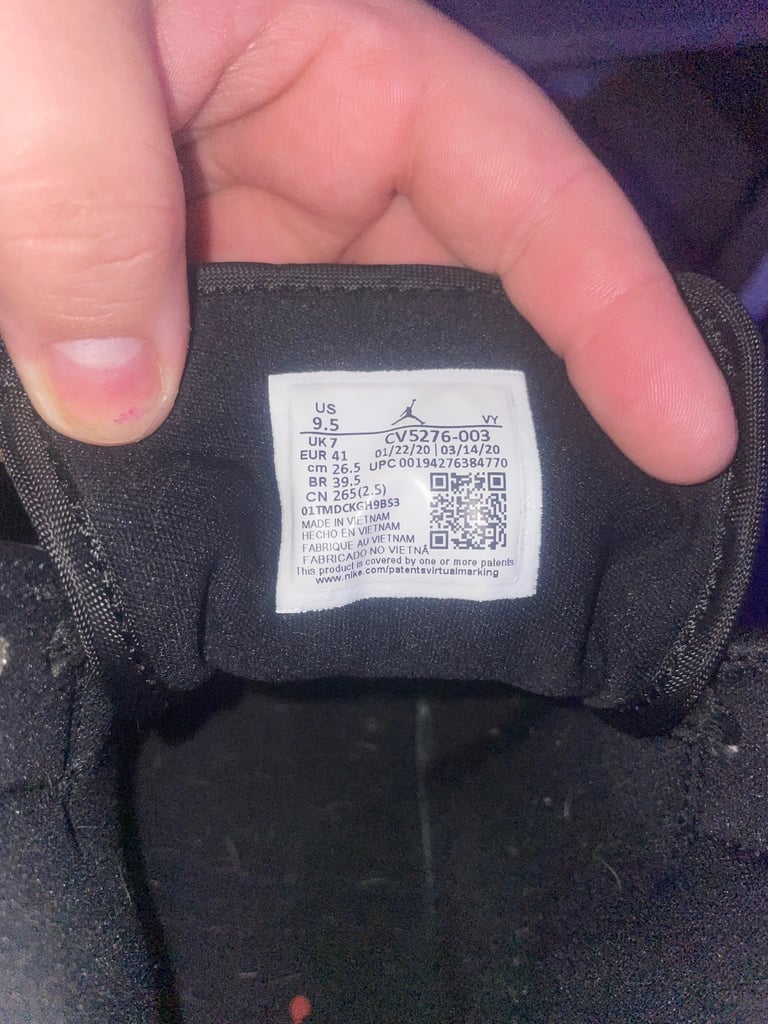 US
9.5
VY
UK 7
CV5276-003
EUR 41
01/22/20 | 03/14/20
cm 26.5
UPC 00194276384770
BR 39.5
CN 265(2.5)
01TMDCKGH9BS3
MADE IN VIETNAM
HECHO EN VIETNAM
FABRIQUE AU VIETNAM
FABRICADO NO VIETNÃ
This product is covered by one or more patents
www.nike.com/patentsvirtualmarking